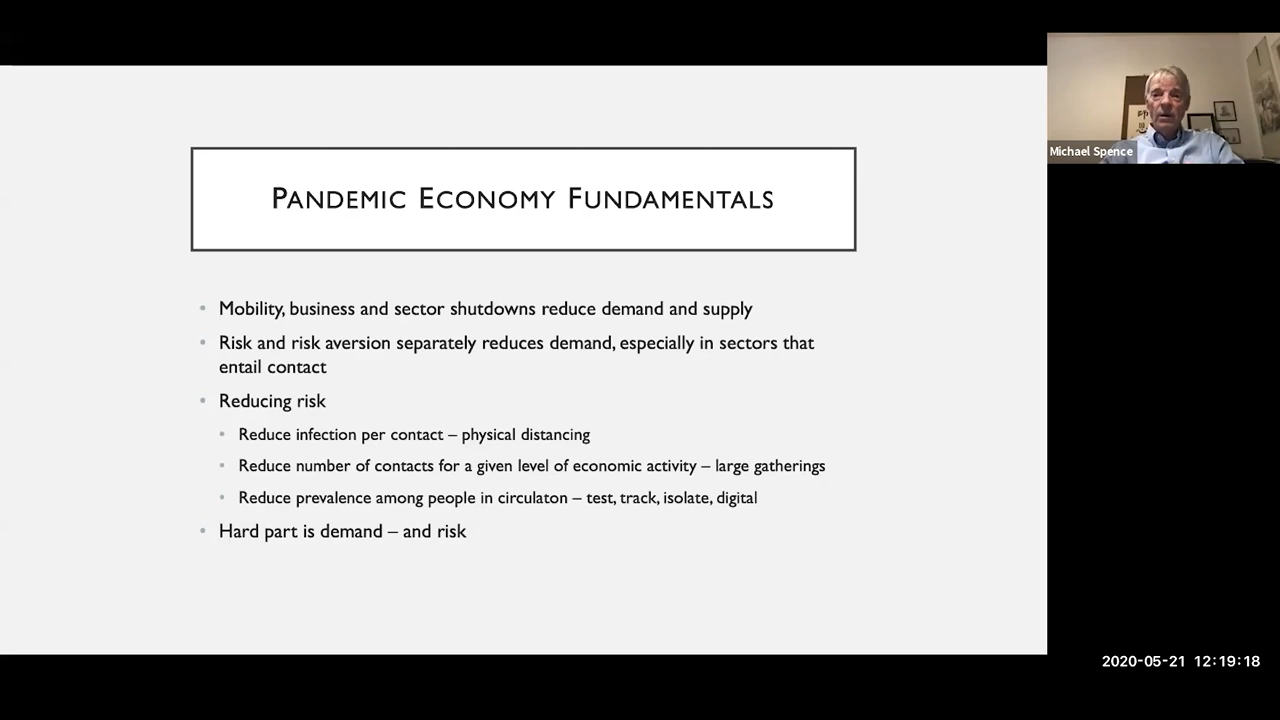 PANDEMIC ECONOMY FUNDAMENTALS
• Mobility, business and sector shutdowns reduce demand and supply
• Risk and risk aversion separately reduces demand, especially in sectors that
entail contact
• Reducing risk
• Reduce infection per contact – physical distancing
• Reduce number of contacts for a given level of economic activity – large gatherings
• Reduce prevalence among people in circulaton – test, track, isolate, digital
• Hard part is demand – and risk
Michael Spence
2020-05-21 12:19:18